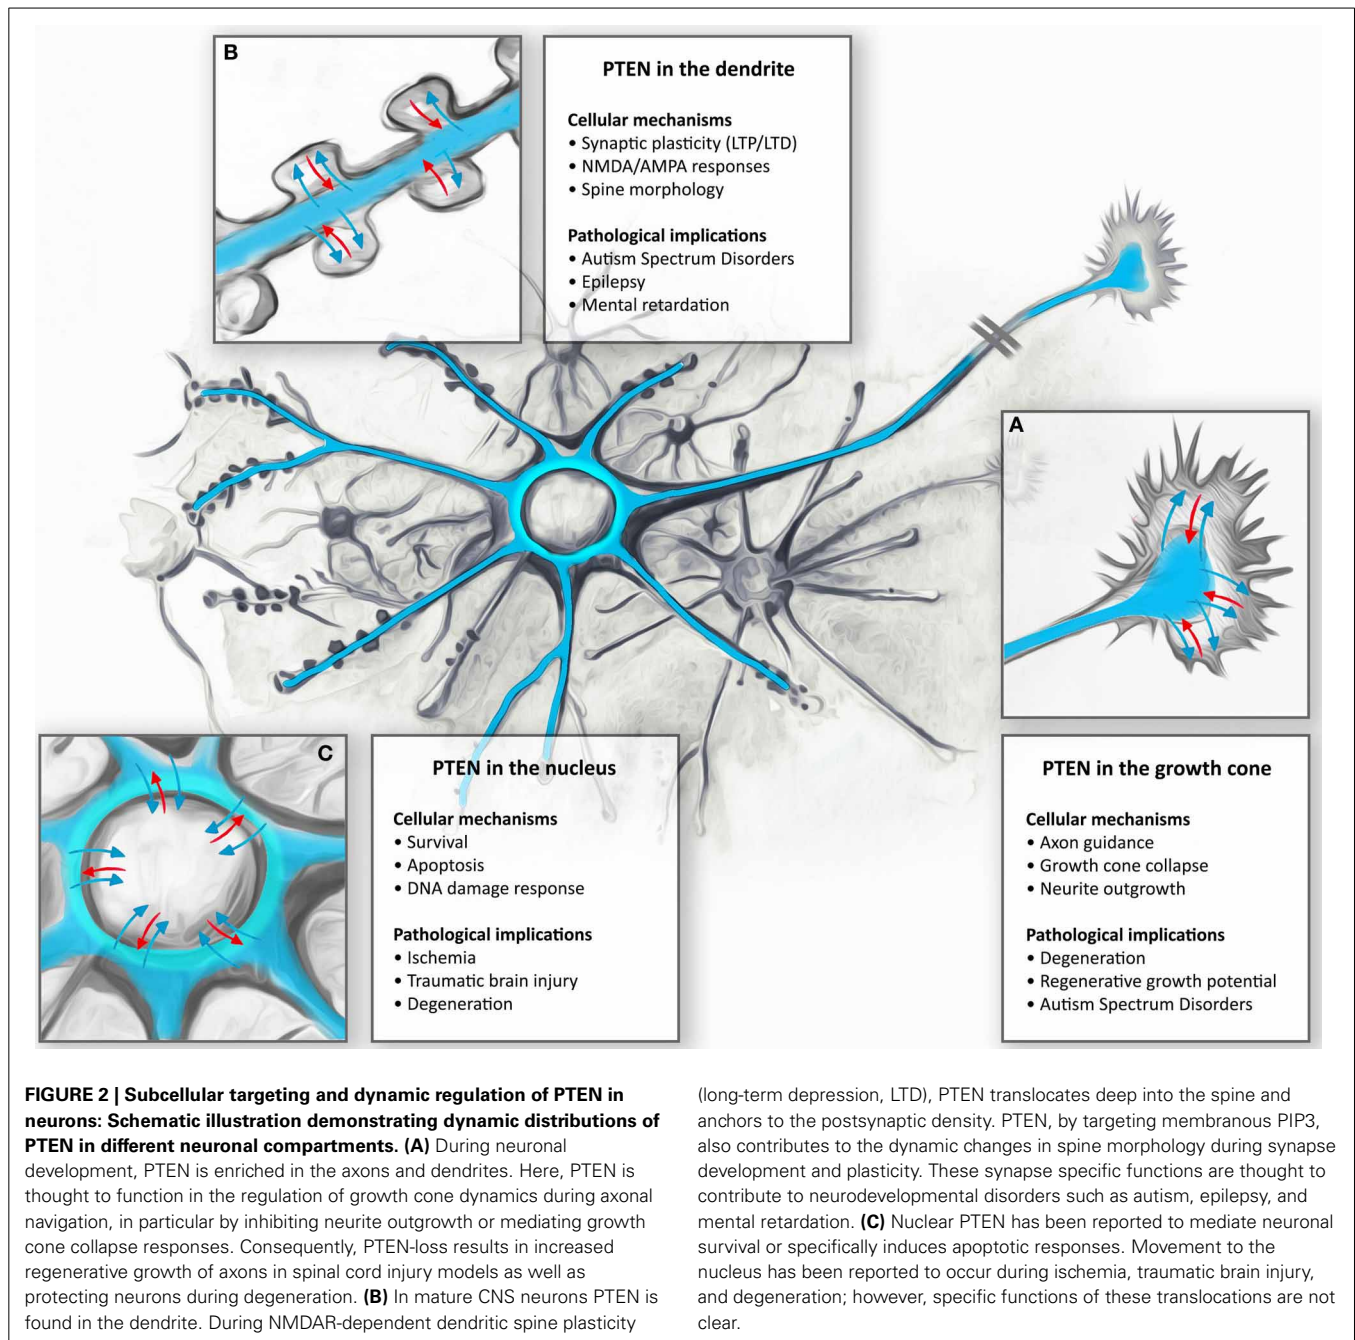 B
PTEN in the dendrite
Cellular mechanisms
• Synaptic plasticity (LTP/LTD)
• NMDA/AMPA responses
• Spine morphology
Pathological implications
• Autism Spectrum Disorders
• Epilepsy
• Mental retardation
A
C
PTEN in the nucleus
Cellular mechanisms
• Survival
• Apoptosis
• DNA damage response
Pathological implications
• Ischemia
• Traumatic brain injury
• Degeneration
PTEN in the growth cone
Cellular mechanisms
• Axon guidance
• Growth cone collapse
• Neurite outgrowth
Pathological implications
• Degeneration
• Regenerative growth potential
• Autism Spectrum Disorders
FIGURE 2 | Subcellular targeting and dynamic regulation of PTEN in
neurons: Schematic illustration demonstrating dynamic distributions of
PTEN in different neuronal compartments. (A) During neuronal
development, PTEN is enriched in the axons and dendrites. Here, PTEN is
thought to function in the regulation of growth cone dynamics during axonal
navigation, in particular by inhibiting neurite outgrowth or mediating growth
cone collapse responses. Consequently, PTEN-loss results in increased
regenerative growth of axons in spinal cord injury models as well as
protecting neurons during degeneration. (B) In mature CNS neurons PTEN is
found in the dendrite. During NMDAR-dependent dendritic spine plasticity
(long-term depression, LTD), PTEN translocates deep into the spine and
anchors to the postsynaptic density. PTEN, by targeting membranous PIP3,
also contributes to the dynamic changes in spine morphology during synapse
development and plasticity. These synapse specific functions are thought to
contribute to neurodevelopmental disorders such as autism, epilepsy, and
mental retardation. (C) Nuclear PTEN has been reported to mediate neuronal
survival or specifically induces apoptotic responses. Movement to the
nucleus has been reported to occur during ischemia, traumatic brain injury,
and degeneration; however, specific functions of these translocations are not
clear.